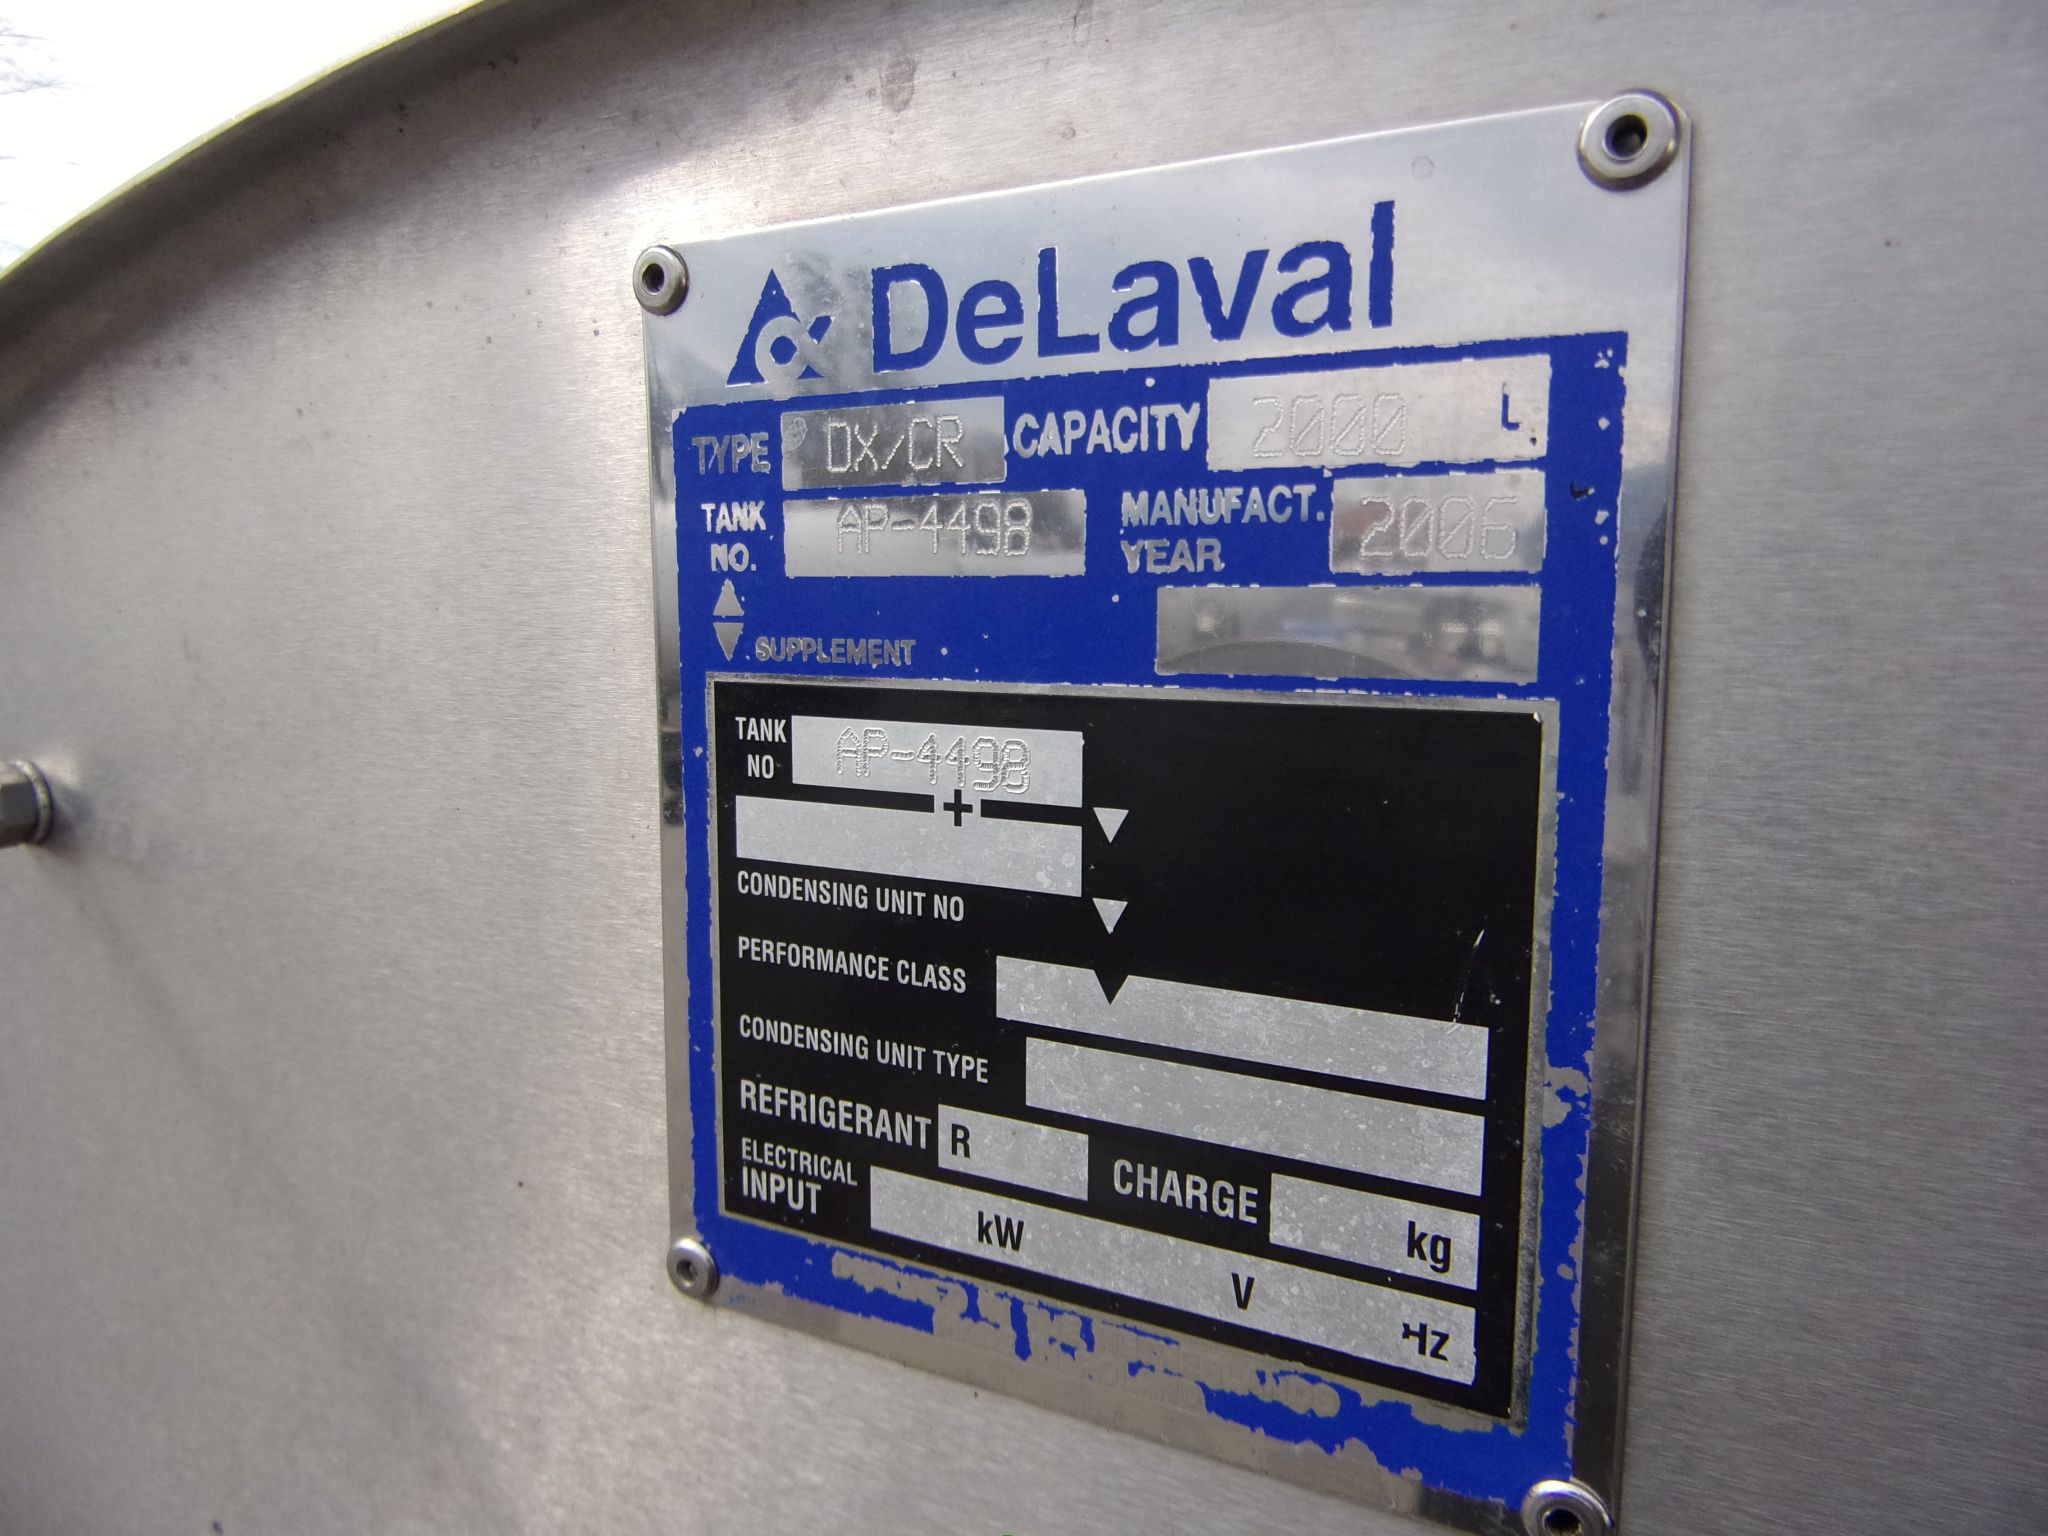 DeLaval
TYPE DX/CR CAPACITY 2000 L
TANK NO. AP-4498 MANUFACT. YEAR 2006
SUPPLEMENT
TANK NO AP-4498
+
CONDENSING UNIT NO
PERFORMANCE CLASS
CONDENSING UNIT TYPE
REFRIGERANT R CHARGE kg
ELECTRICAL INPUT kW V Hz